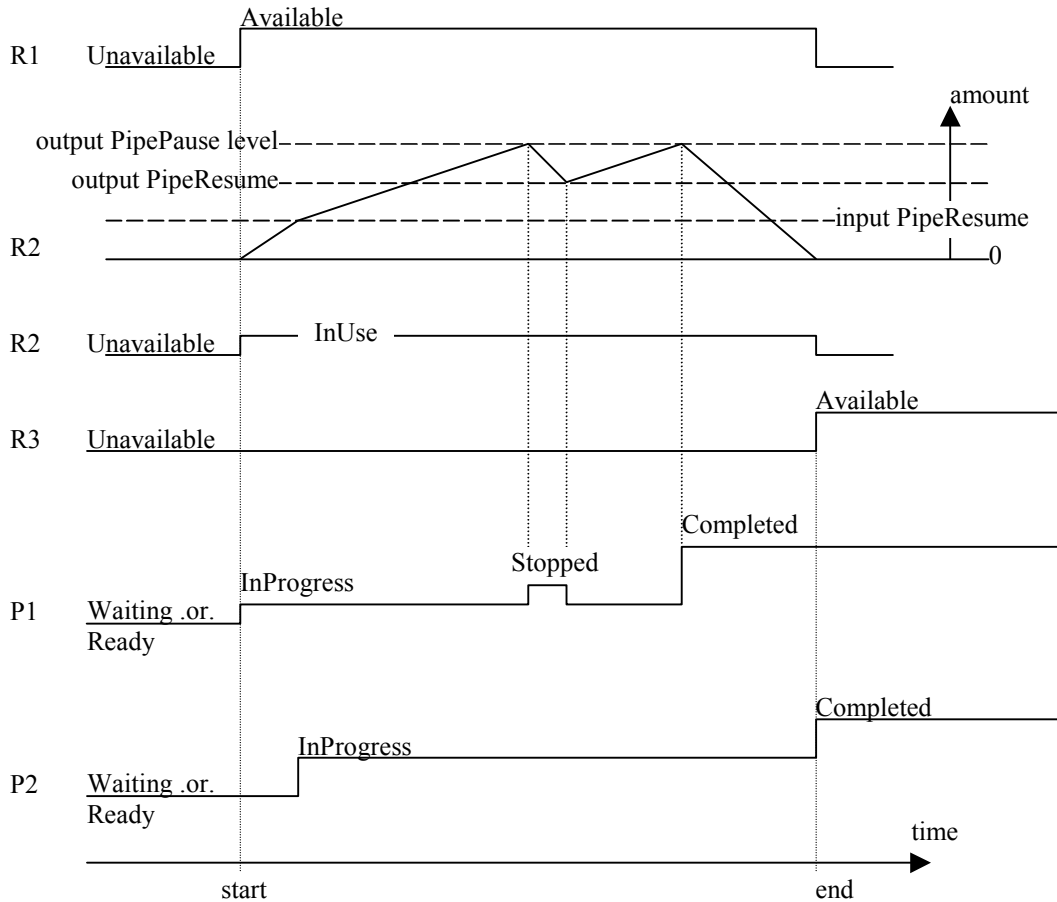 Available
R1 Unavailable
amount
output PipePause level
output PipeResume
input PipeResume
R2
0
R2 Unavailable InUse
Available
R3 Unavailable
Completed
Stopped
InProgress
P1 Waiting .or.
Ready
Completed
InProgress
P2 Waiting .or.
Ready
time
start end